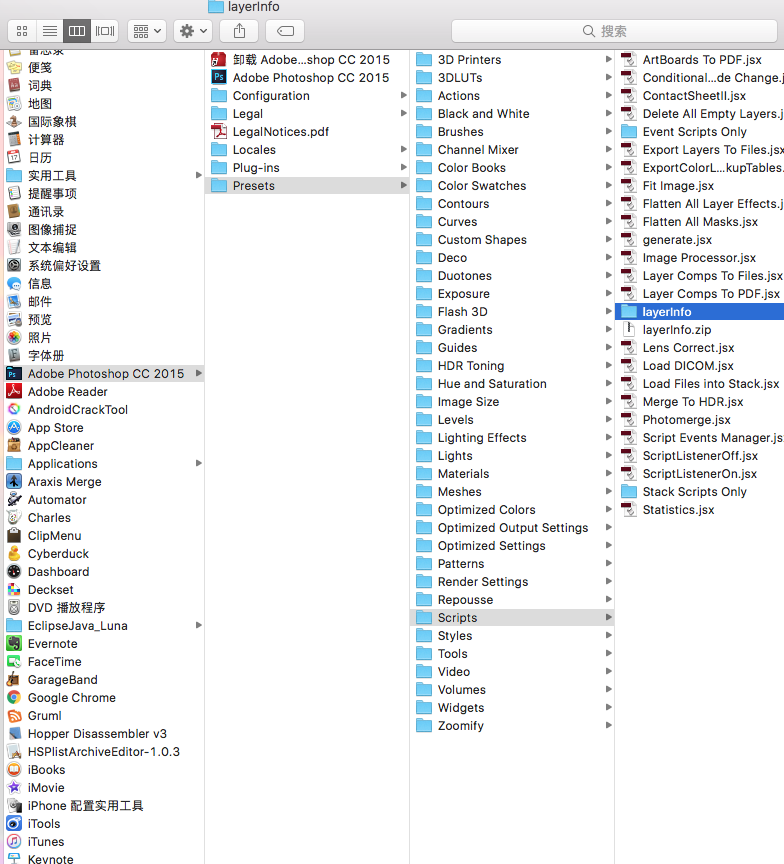 layerInfo
搜索
备忘录
便笺
词典
地图
国际象棋
计算器
日历
实用工具
提醒事项
通讯录
图像捕捉
文本编辑
系统偏好设置
信息
邮件
预览
照片
字体册
Adobe Photoshop CC 2015
Adobe Reader
AndroidCrackTool
App Store
AppCleaner
Applications
Araxis Merge
Automator
Charles
ClipMenu
Cyberduck
Dashboard
Deckset
DVD 播放程序
EclipseJava_Luna
Evernote
FaceTime
GarageBand
Google Chrome
Gruml
Hopper Disassembler v3
HSPlistArchiveEditor-1.0.3
iBooks
iMovie
iPhone 配置实用工具
iTools
iTunes
Keynote
卸载 Adobe...shop CC 2015
Adobe Photoshop CC 2015
Configuration
Legal
LegalNotices.pdf
Locales
Plug-ins
Presets
3D Printers
3DLUTs
Actions
Black and White
Brushes
Channel Mixer
Color Books
Color Swatches
Contours
Curves
Custom Shapes
Deco
Duotones
Exposure
Flash 3D
Gradients
Guides
HDR Toning
Hue and Saturation
Image Size
Levels
Lighting Effects
Lights
Materials
Meshes
Optimized Colors
Optimized Output Settings
Optimized Settings
Patterns
Render Settings
Repousse
Scripts
Styles
Tools
Video
Volumes
Widgets
Zoomify
ArtBoards To PDF.jsx
Conditional...de Change.j
ContactSheetII.jsx
Delete All Empty Layers.j
Event Scripts Only
Export Layers To Files.jsx
ExportColorL...kupTables.
Fit Image.jsx
Flatten All Layer Effects.j
Flatten All Masks.jsx
generate.jsx
Image Processor.jsx
Layer Comps To Files.jsx
Layer Comps To PDF.jsx
layerInfo
layerInfo.zip
Lens Correct.jsx
Load DICOM.jsx
Load Files into Stack.jsx
Merge To HDR.jsx
Photomerge.jsx
Script Events Manager.js
ScriptListenerOff.jsx
ScriptListenerOn.jsx
Stack Scripts Only
Statistics.jsx